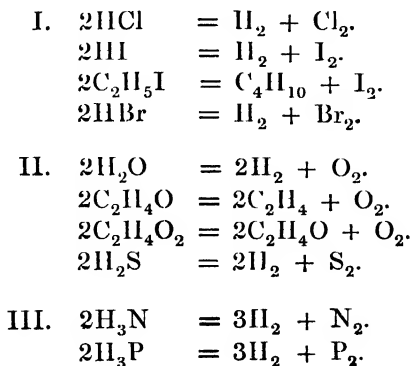 I. 2HCl = H₂ + Cl₂.
2HI = H₂ + I₂.
2C₂H₅I = C₄H₁₀ + I₂.
2HBr = H₂ + Br₂.
II. 2H₂O = 2H₂ + O₂.
2C₂H₄O = 2C₂H₄ + O₂.
2C₂H₄O₂ = 2C₂H₄O + O₂.
2H₂S = 2H₂ + S₂.
III. 2H₃N = 3H₂ + N₂.
2H₃P = 3H₂ + P₂.